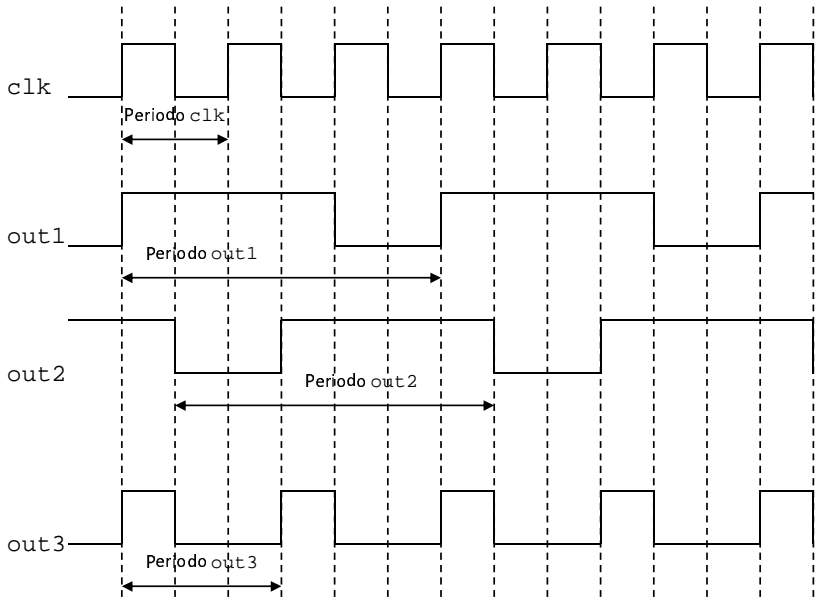 clk
Periodo clk
out1
Periodo out1
out2
Periodo out2
out3
Periodo out3